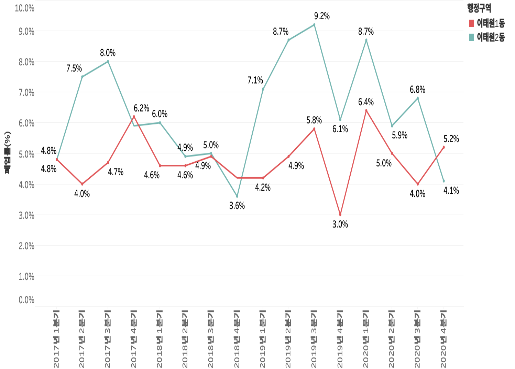 행정구역
이태원1동
이태원2동
10.0%
9.0%
8.0%
7.0%
6.0%
5.0%
4.0%
3.0%
2.0%
1.0%
0.0%
폐업률(%)
4.8%
4.8%
7.5%
4.0%
8.0%
4.7%
6.2%
6.0%
4.6%
4.9%
4.6%
5.0%
4.9%
3.6%
7.1%
4.2%
8.7%
4.9%
9.2%
5.8%
6.1%
3.0%
8.7%
6.4%
5.9%
5.0%
6.8%
4.0%
5.2%
4.1%
2017년 1분기
2017년 2분기
2017년 3분기
2017년 4분기
2018년 1분기
2018년 2분기
2018년 3분기
2018년 4분기
2019년 1분기
2019년 2분기
2019년 3분기
2019년 4분기
2020년 1분기
2020년 2분기
2020년 3분기
2020년 4분기